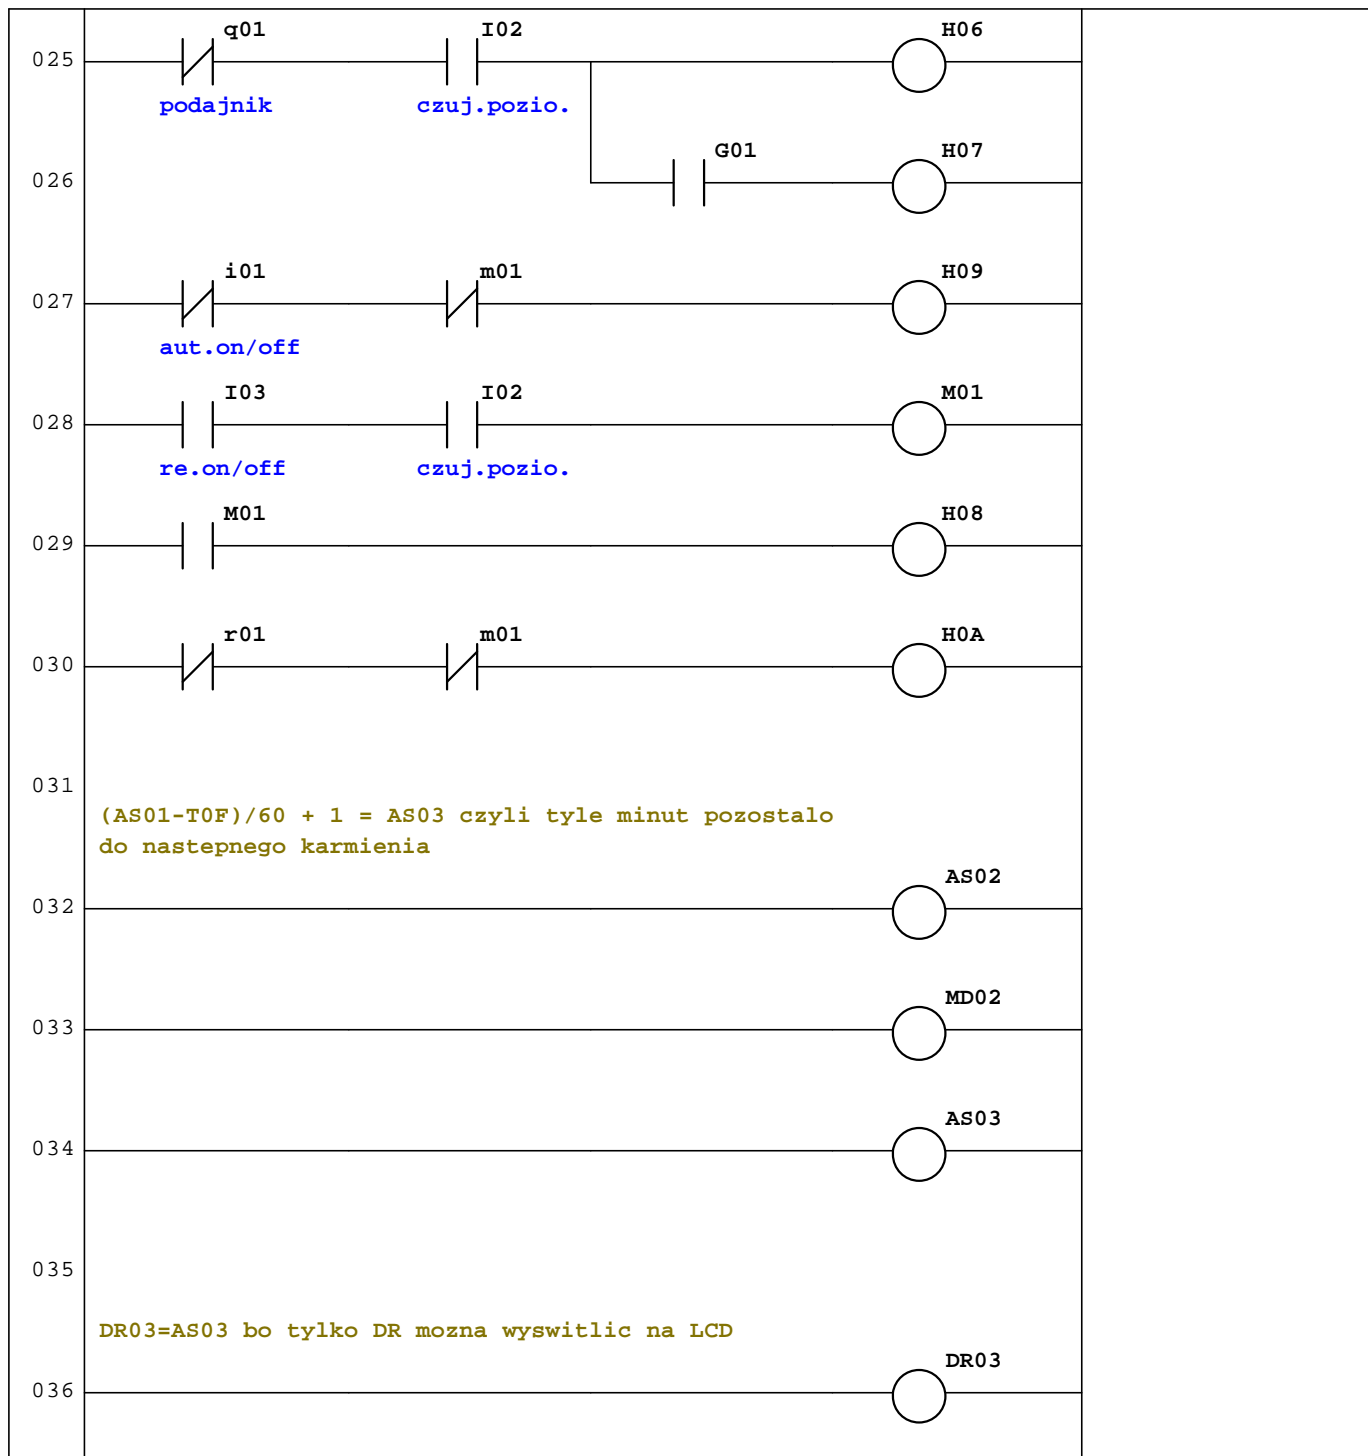 q01 I02 H06
025
podajnik czuj.pozio.
G01 H07
026
i01 m01 H09
027
aut.on/off
I03 I02 M01
028
re.on/off czuj.pozio.
M01 H08
029
r01 m01 H0A
030
031
(AS01-T0F)/60 + 1 = AS03 czyli tyle minut pozostalo
do nastepnego karmienia
AS02
032
MD02
033
AS03
034
035
DR03=AS03 bo tylko DR mozna wyswitlic na LCD
DR03
036